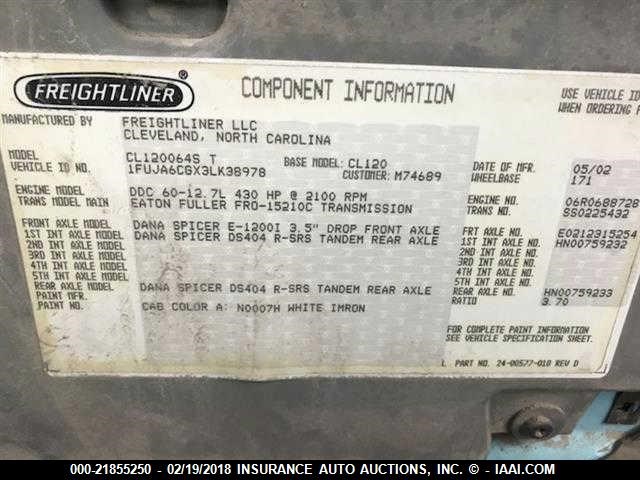 FREIGHTLINER ®
COMPONENT INFORMATION
USE VEHICLE ID
WHEN ORDERING P
MANUFACTURED BY FREIGHTLINER LLC
CLEVELAND, NORTH CAROLINA
MODEL CL120064S T BASE MODEL: CL120 MFG. DATE 05/02
VEHICLE ID NO. 1FUJA6CGX3LK38978 CUSTOMER: M74689 WHEELBASE 171
ENGINE MODEL DDC 60-12.7L 430 HP @ 2100 RPM ENGINE NO. 06R0688728
TRANS MODEL MAIN EATON FULLER FRO-15210C TRANSMISSION TRANS NO. SS0225432
FRONT AXLE MODEL DANA SPICER E-1200I 3.5" DROP FRONT AXLE FRT AXLE NO. E0212315254
1ST INT AXLE MODEL DANA SPICER DS404 R-SRS TANDEM REAR AXLE 1ST INT AXLE NO. HN00759232
2ND INT AXLE MODEL 2ND INT AXLE NO.
3RD INT AXLE MODEL 3RD INT AXLE NO.
4TH INT AXLE MODEL 4TH INT AXLE NO.
5TH INT AXLE MODEL 5TH INT AXLE NO.
REAR AXLE MODEL DANA SPICER DS404 R-SRS TANDEM REAR AXLE REAR AXLE NO. HN00759233
PAINT MFR. RATIO 3.70
PAINT NO. CAB COLOR A: N0007H WHITE IMRON
FOR COMPLETE PAINT INFORMATION
SEE VEHICLE SPECIFICATION SHEET.
L PART NO. 24-00577-010 REV D
000-21855250 - 02/19/2018 INSURANCE AUTO AUCTIONS, INC. - IAAI.COM